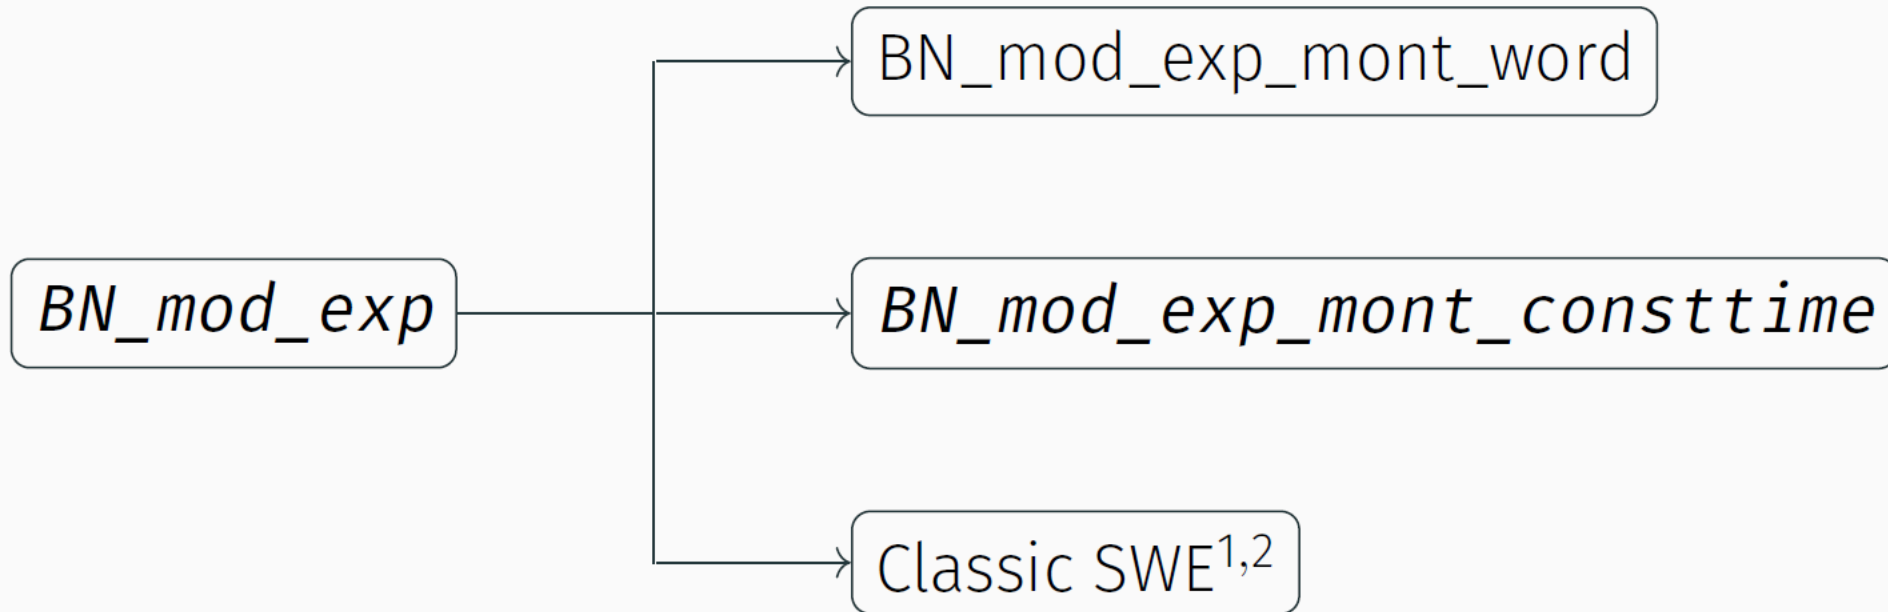 BN_mod_exp_mont_word
BN_mod_exp
BN_mod_exp_mont_consttime
Classic SWE¹,²